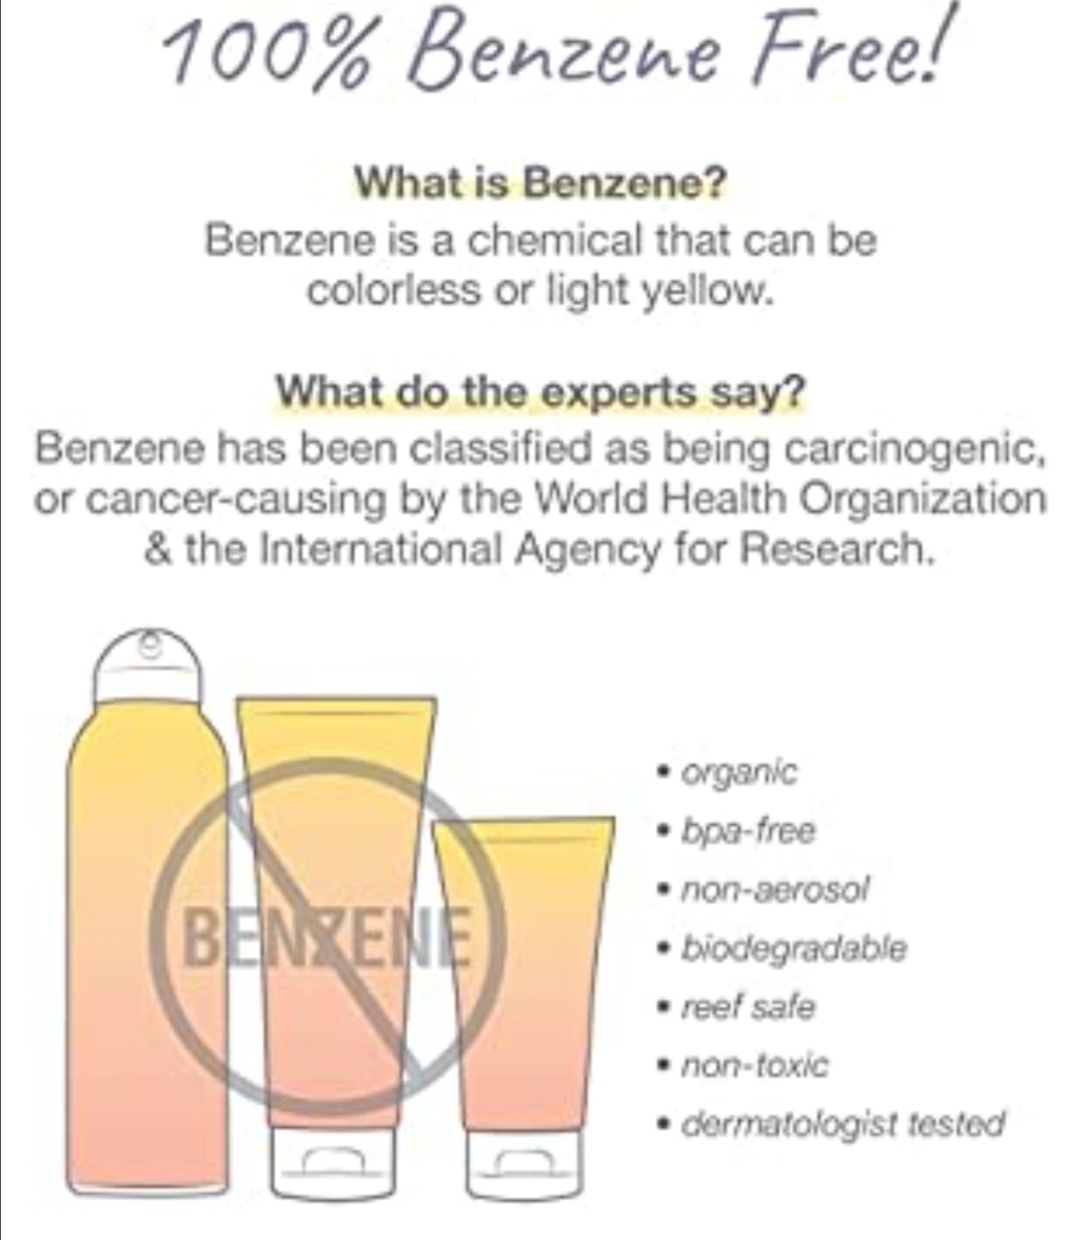 100% Benzene Free!
What is Benzene?
Benzene is a chemical that can be
colorless or light yellow.
What do the experts say?
Benzene has been classified as being carcinogenic,
or cancer-causing by the World Health Organization
& the International Agency for Research.
BENZENE
• organic
• bpa-free
• non-aerosol
• biodegradable
• reef safe
• non-toxic
• dermatologist tested